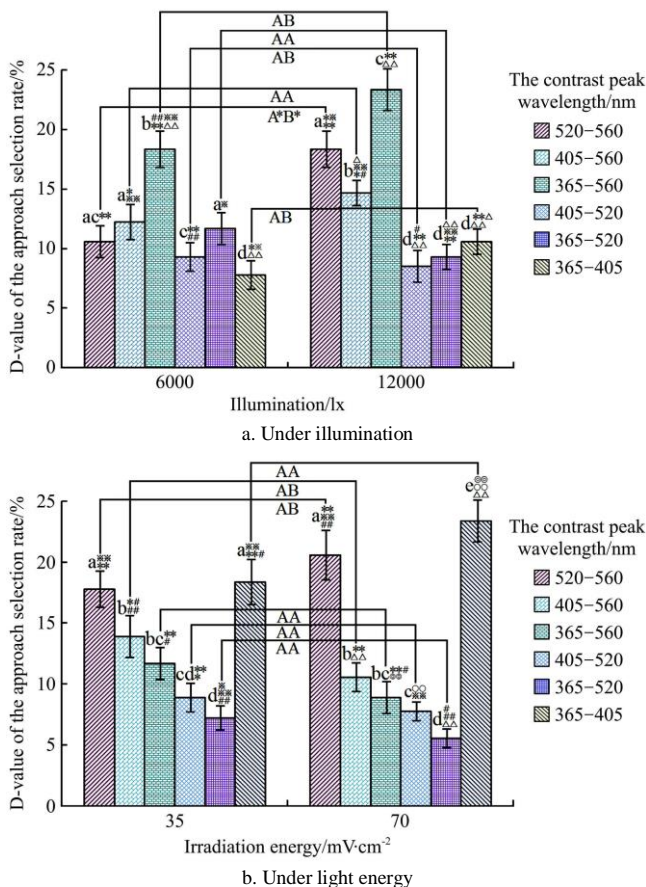 AB
AA
AB
AA
A*B*
AB
25
20
15
10
5
0
D-value of the approach selection rate/%
6000
12000
Illumination/lx
The contrast peak
wavelength/nm
520−560
405−560
365−560
405−520
365−520
365−405
a. Under illumination
AA
AB
AB
AA
AA
AA
25
20
15
10
5
0
D-value of the approach selection rate/%
35
70
Irradiation energy/mV·cm-2
The contrast peak
wavelength/nm
520−560
405−560
365−560
405−520
365−520
365−405
b. Under light energy